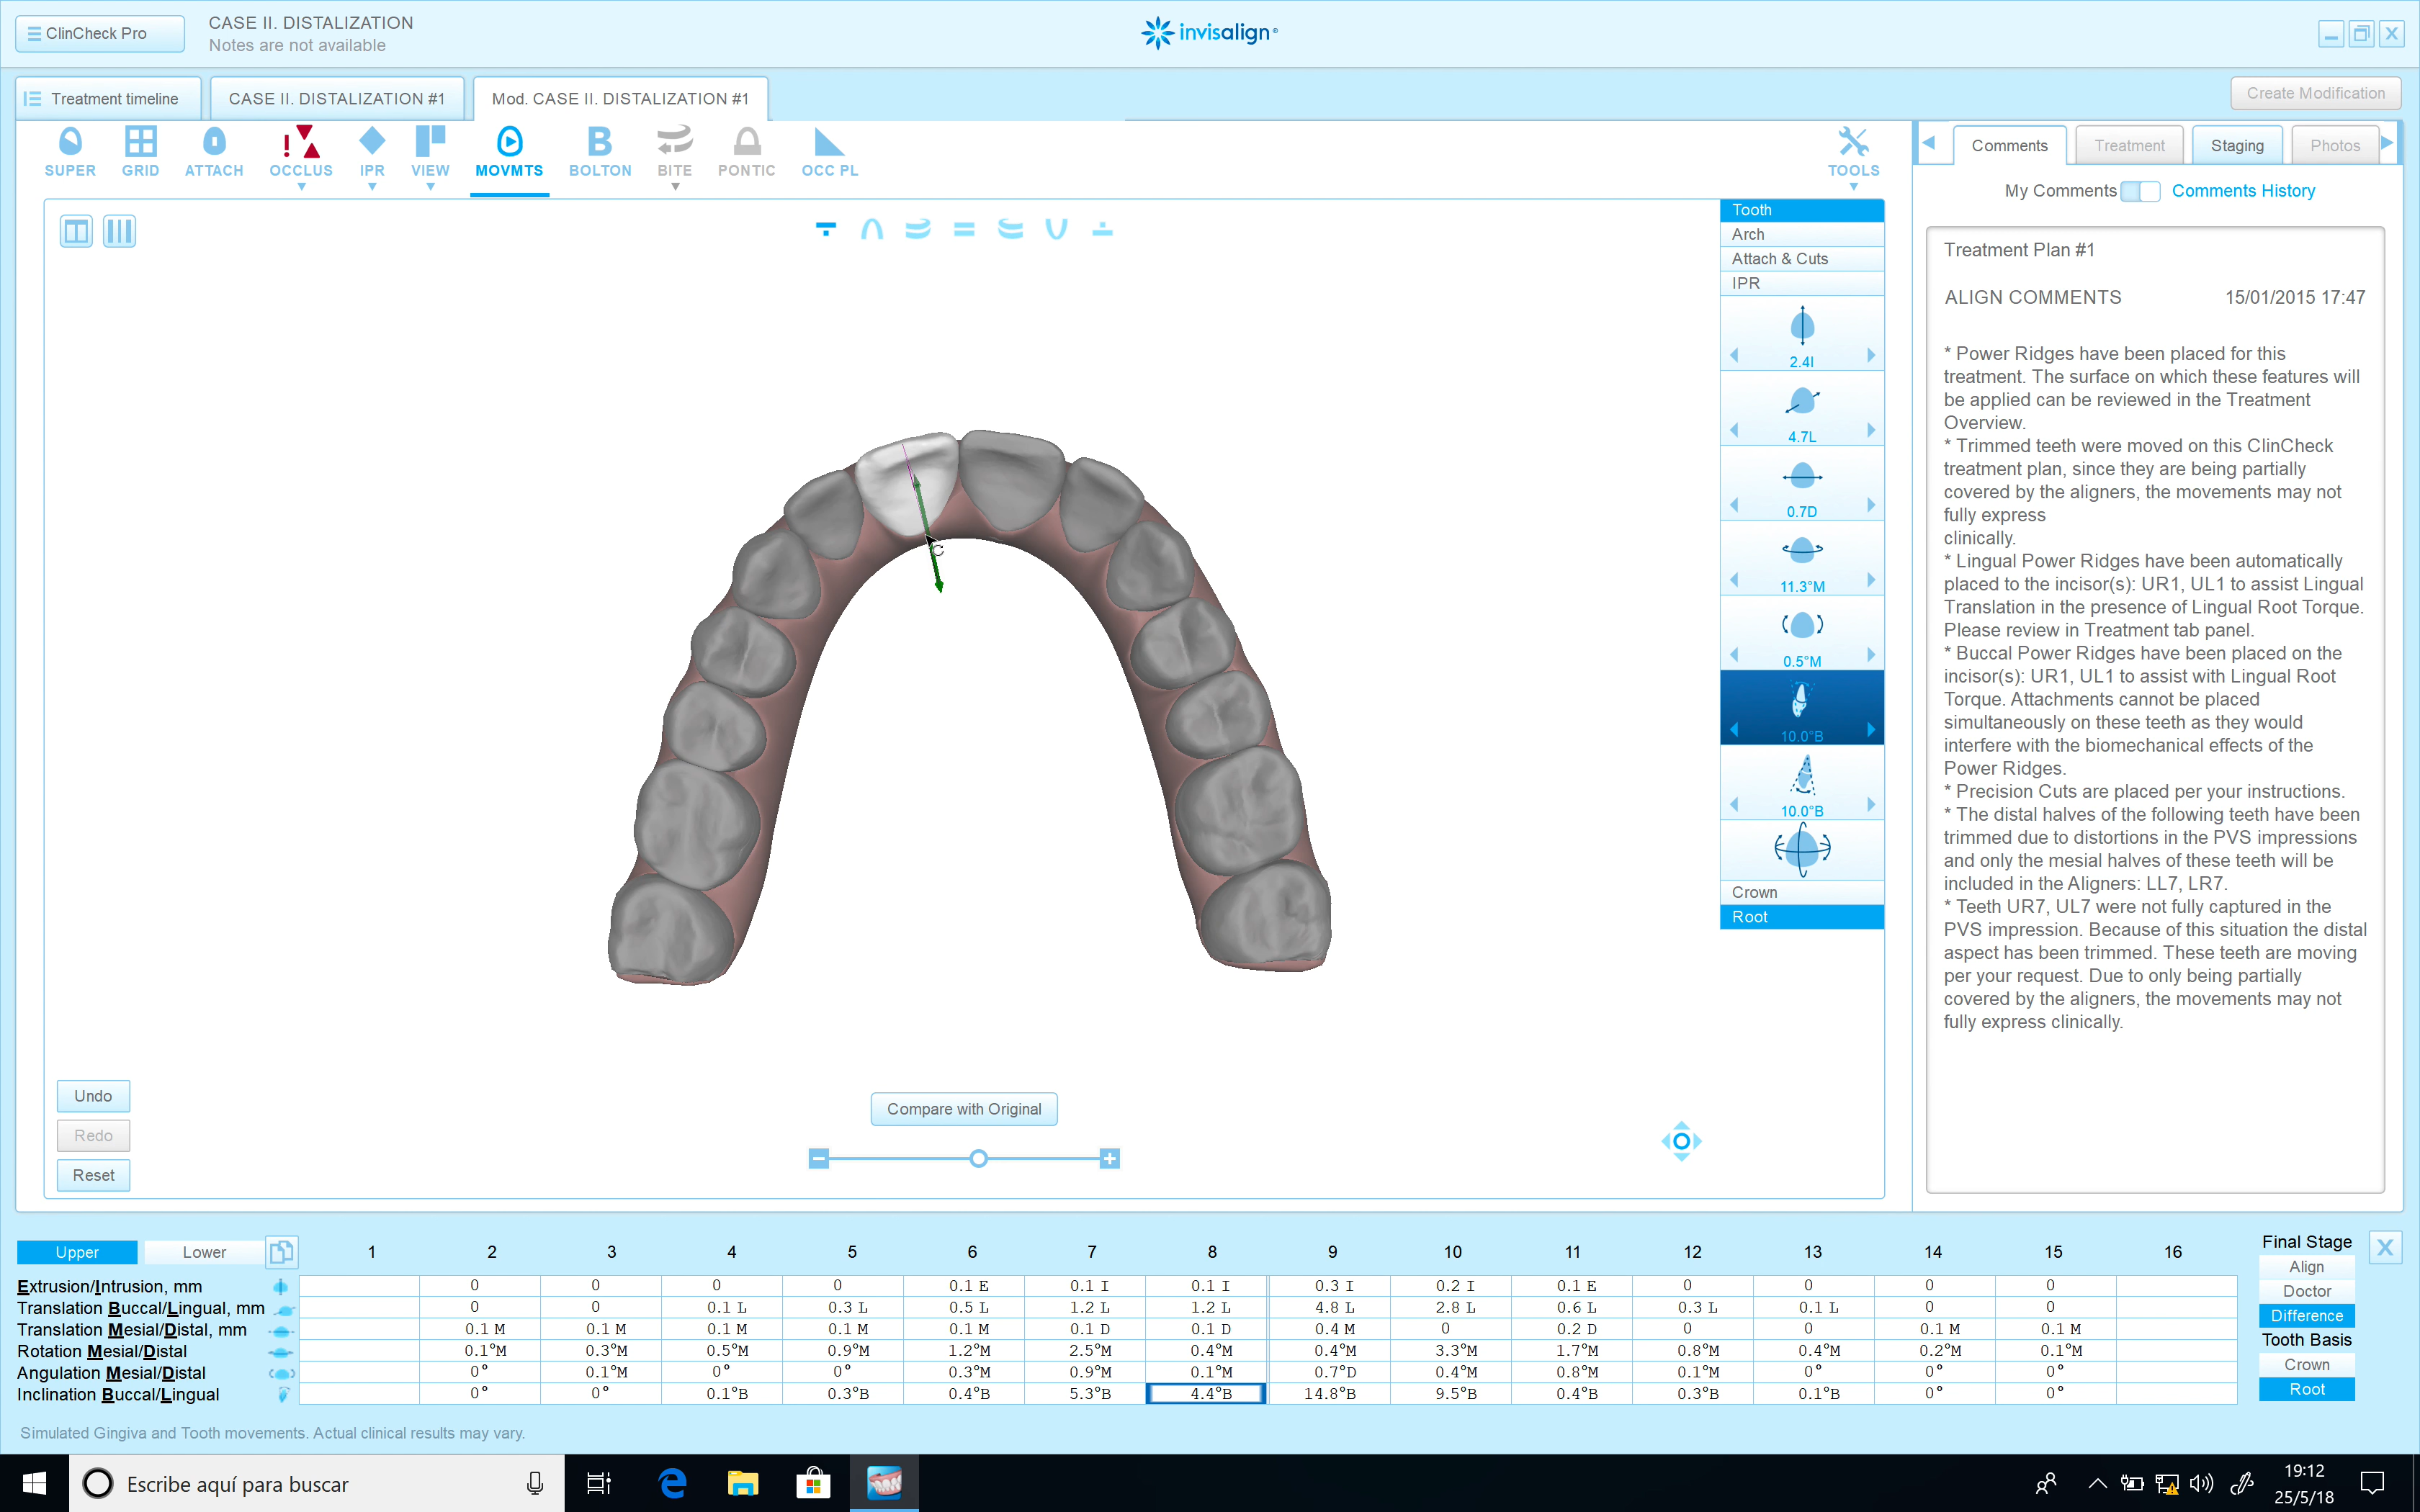 ClinCheck Pro
CASE II. DISTALIZATION
Notes are not available
invisalign
Treatment timeline
CASE II. DISTALIZATION #1
Mod. CASE II. DISTALIZATION #1
Create Modification
SUPER
GRID
ATTACH
OCCLUS
IPR
VIEW
MOVMTS
BOLTON
BITE
PONTIC
OCC PL
TOOLS
Tooth
Arch
Attach & Cuts
IPR
2.4I
4.7L
0.7D
11.3°M
0.5°M
10.0°B
10.0°B
Crown
Root
Undo
Redo
Reset
Compare with Original
Comments
Treatment
Staging
Photos
My Comments
Comments History
Treatment Plan #1
ALIGN COMMENTS 15/01/2015 17:47
* Power Ridges have been placed for this
treatment. The surface on which these features will
be applied can be reviewed in the Treatment
Overview.
* Trimmed teeth were moved on this ClinCheck
treatment plan, since they are being partially
covered by the aligners, the movements may not
fully express
clinically.
* Lingual Power Ridges have been automatically
placed to the incisor(s): UR1, UL1 to assist Lingual
Translation in the presence of Lingual Root Torque.
Please review in Treatment tab panel.
* Buccal Power Ridges have been placed on the
incisor(s): UR1, UL1 to assist with Lingual Root
Torque. Attachments cannot be placed
simultaneously on these teeth as they would
interfere with the biomechanical effects of the
Power Ridges.
* Precision Cuts are placed per your instructions.
* The distal halves of the following teeth have been
trimmed due to distortions in the PVS impressions
and only the mesial halves of these teeth will be
included in the Aligners: LL7, LR7.
* Teeth UR7, UL7 were not fully captured in the
PVS impression. Because of this situation the distal
aspect has been trimmed. These teeth are moving
per your request. Due to only being partially
covered by the aligners, the movements may not
fully express clinically.
Upper Lower 1 2 3 4 5 6 7 8 9 10 11 12 13 14 15 16
Extrusion/Intrusion, mm 0 0 0 0 0.1 E 0.1 I 0.1 I 0.3 I 0.2 I 0.1 E 0 0 0 0
Translation Buccal/Lingual, mm 0 0 0.1 L 0.3 L 0.5 L 1.2 L 1.2 L 4.8 L 2.8 L 0.6 L 0.3 L 0.1 L 0 0
Translation Mesial/Distal, mm 0.1 M 0.1 M 0.1 M 0.1 M 0.1 M 0.1 D 0.1 D 0.4 M 0 0.2 D 0 0 0.1 M 0.1 M
Rotation Mesial/Distal 0.1°M 0.3°M 0.5°M 0.9°M 1.2°M 2.5°M 0.4°M 0.4°M 3.3°M 1.7°M 0.8°M 0.4°M 0.2°M 0.1°M
Angulation Mesial/Distal 0° 0.1°M 0° 0° 0.3°M 0.9°M 0.1°M 0.7°D 0.4°M 0.8°M 0.1°M 0° 0° 0°
Inclination Buccal/Lingual 0° 0° 0.1°B 0.3°B 0.4°B 5.3°B 4.4°B 14.8°B 9.5°B 0.4°B 0.3°B 0.1°B 0° 0°
Final Stage
Align
Doctor
Difference
Tooth Basis
Crown
Root
Simulated Gingiva and Tooth movements. Actual clinical results may vary.
Escribe aquí para buscar
19:12
25/5/18